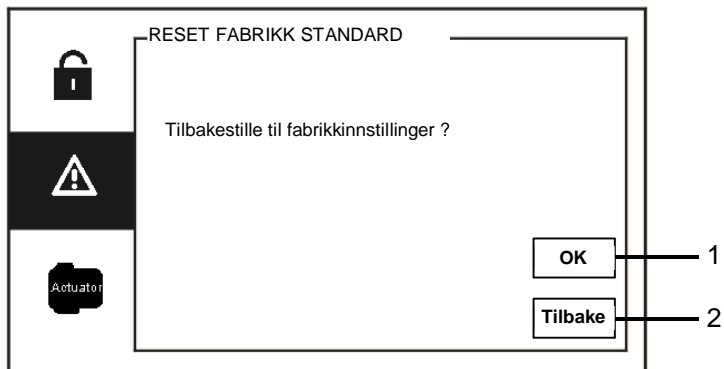 RESET FABRIKK STANDARD
Tilbakestille til fabrikkinnstillinger ?
Actuator
OK
1
Tilbake
2